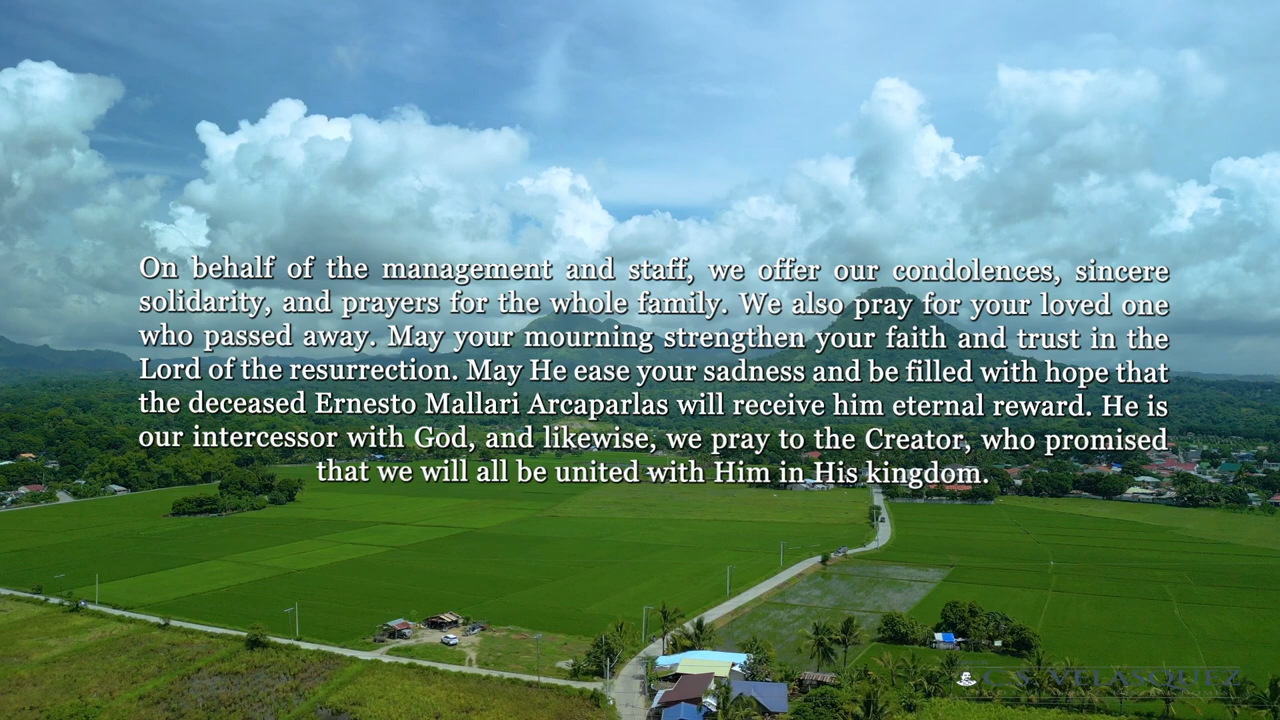 On behalf of the management and staff, we offer our condolences, sincere
solidarity, and prayers for the whole family. We also pray for your loved one
who passed away. May your mourning strengthen your faith and trust in the
Lord of the resurrection. May He ease your sadness and be filled with hope that
the deceased Ernesto Mallari Arcaparlas will receive him eternal reward. He is
our intercessor with God, and likewise, we pray to the Creator, who promised
that we will all be united with Him in His kingdom.
C.S. VELASQUEZ